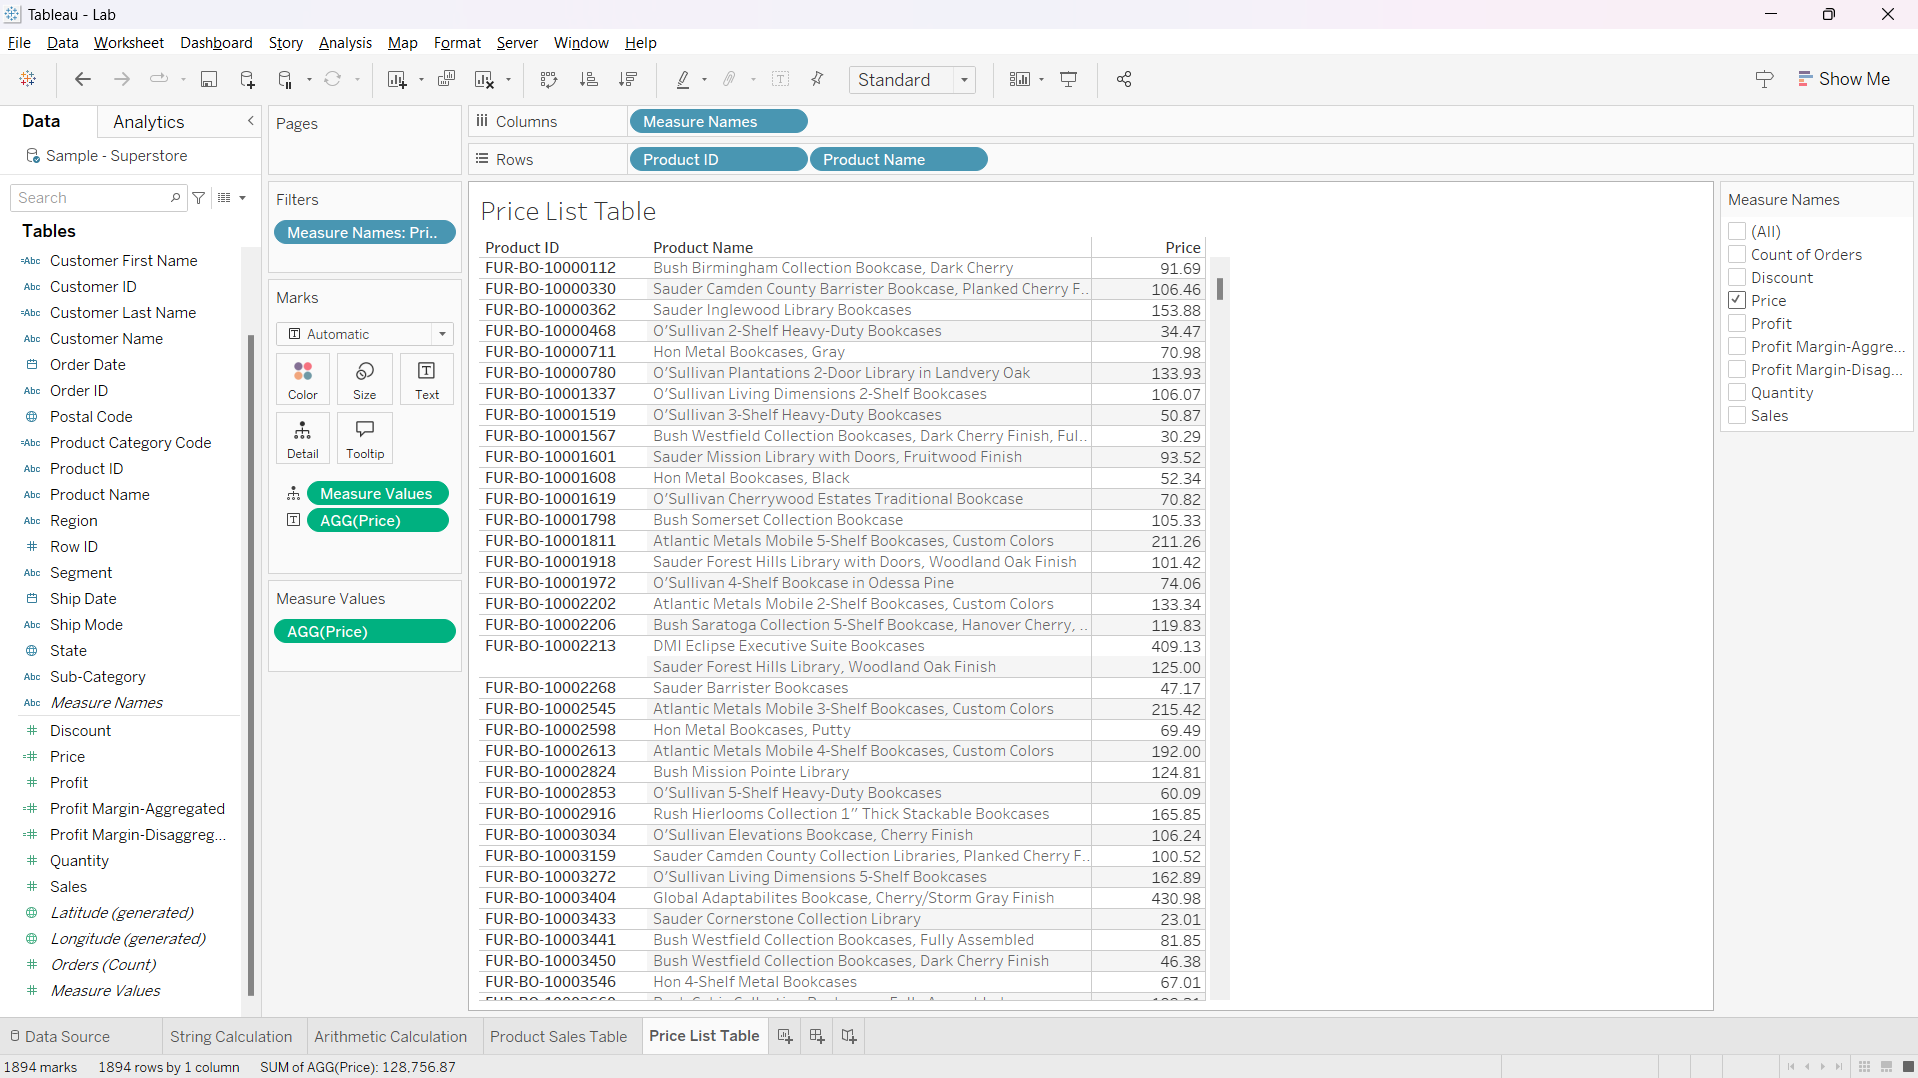 Tableau - Lab
File Data Worksheet Dashboard Story Analysis Map Format Server Window Help
Standard
Show Me
Data Analytics
Sample - Superstore
Search
Tables
Abc Customer First Name
Abc Customer ID
Abc Customer Last Name
Abc Customer Name
Order Date
Abc Order ID
Postal Code
Abc Product Category Code
Abc Product ID
Abc Product Name
Abc Region
# Row ID
Abc Segment
Ship Date
Abc Ship Mode
State
Abc Sub-Category
Abc Measure Names
# Discount
# Price
# Profit
# Profit Margin-Aggregated
# Profit Margin-Disaggreg...
# Quantity
# Sales
Latitude (generated)
Longitude (generated)
# Orders (Count)
# Measure Values
Pages
Filters
Measure Names: Pri..
Marks
Automatic
Color Size Text
Detail Tooltip
Measure Values
AGG(Price)
Measure Values
AGG(Price)
Columns Measure Names
Rows Product ID Product Name
Price List Table
Product ID Product Name Price
FUR-BO-10000112 Bush Birmingham Collection Bookcase, Dark Cherry 91.69
FUR-BO-10000330 Sauder Camden County Barrister Bookcase, Planked Cherry F.. 106.46
FUR-BO-10000362 Sauder Inglewood Library Bookcases 153.88
FUR-BO-10000468 O’Sullivan 2-Shelf Heavy-Duty Bookcases 34.47
FUR-BO-10000711 Hon Metal Bookcases, Gray 70.98
FUR-BO-10000780 O’Sullivan Plantations 2-Door Library in Landvery Oak 133.93
FUR-BO-10001337 O’Sullivan Living Dimensions 2-Shelf Bookcases 106.07
FUR-BO-10001519 O’Sullivan 3-Shelf Heavy-Duty Bookcases 50.87
FUR-BO-10001567 Bush Westfield Collection Bookcases, Dark Cherry Finish, Ful.. 30.29
FUR-BO-10001601 Sauder Mission Library with Doors, Fruitwood Finish 93.52
FUR-BO-10001608 Hon Metal Bookcases, Black 52.34
FUR-BO-10001619 O’Sullivan Cherrywood Estates Traditional Bookcase 70.82
FUR-BO-10001798 Bush Somerset Collection Bookcase 105.33
FUR-BO-10001811 Atlantic Metals Mobile 5-Shelf Bookcases, Custom Colors 211.26
FUR-BO-10001918 Sauder Forest Hills Library with Doors, Woodland Oak Finish 101.42
FUR-BO-10001972 O’Sullivan 4-Shelf Bookcase in Odessa Pine 74.06
FUR-BO-10002202 Atlantic Metals Mobile 2-Shelf Bookcases, Custom Colors 133.34
FUR-BO-10002206 Bush Saratoga Collection 5-Shelf Bookcase, Hanover Cherry, .. 119.83
FUR-BO-10002213 DMI Eclipse Executive Suite Bookcases 409.13
Sauder Forest Hills Library, Woodland Oak Finish 125.00
FUR-BO-10002268 Sauder Barrister Bookcases 47.17
FUR-BO-10002545 Atlantic Metals Mobile 3-Shelf Bookcases, Custom Colors 215.42
FUR-BO-10002598 Hon Metal Bookcases, Putty 69.49
FUR-BO-10002613 Atlantic Metals Mobile 4-Shelf Bookcases, Custom Colors 192.00
FUR-BO-10002824 Bush Mission Pointe Library 124.81
FUR-BO-10002853 O’Sullivan 5-Shelf Heavy-Duty Bookcases 60.09
FUR-BO-10002916 Rush Hierlooms Collection 1” Thick Stackable Bookcases 165.85
FUR-BO-10003034 O’Sullivan Elevations Bookcase, Cherry Finish 106.24
FUR-BO-10003159 Sauder Camden County Collection Libraries, Planked Cherry F.. 100.52
FUR-BO-10003272 O’Sullivan Living Dimensions 5-Shelf Bookcases 162.89
FUR-BO-10003404 Global Adaptabilites Bookcase, Cherry/Storm Gray Finish 430.98
FUR-BO-10003433 Sauder Cornerstone Collection Library 23.01
FUR-BO-10003441 Bush Westfield Collection Bookcases, Fully Assembled 81.85
FUR-BO-10003450 Bush Westfield Collection Bookcases, Dark Cherry Finish 46.38
FUR-BO-10003546 Hon 4-Shelf Metal Bookcases 67.01
Measure Names
(All)
Count of Orders
Discount
Price
Profit
Profit Margin-Aggre...
Profit Margin-Disag...
Quantity
Sales
Data Source String Calculation Arithmetic Calculation Product Sales Table Price List Table
1894 marks 1894 rows by 1 column SUM of AGG(Price): 128,756.87